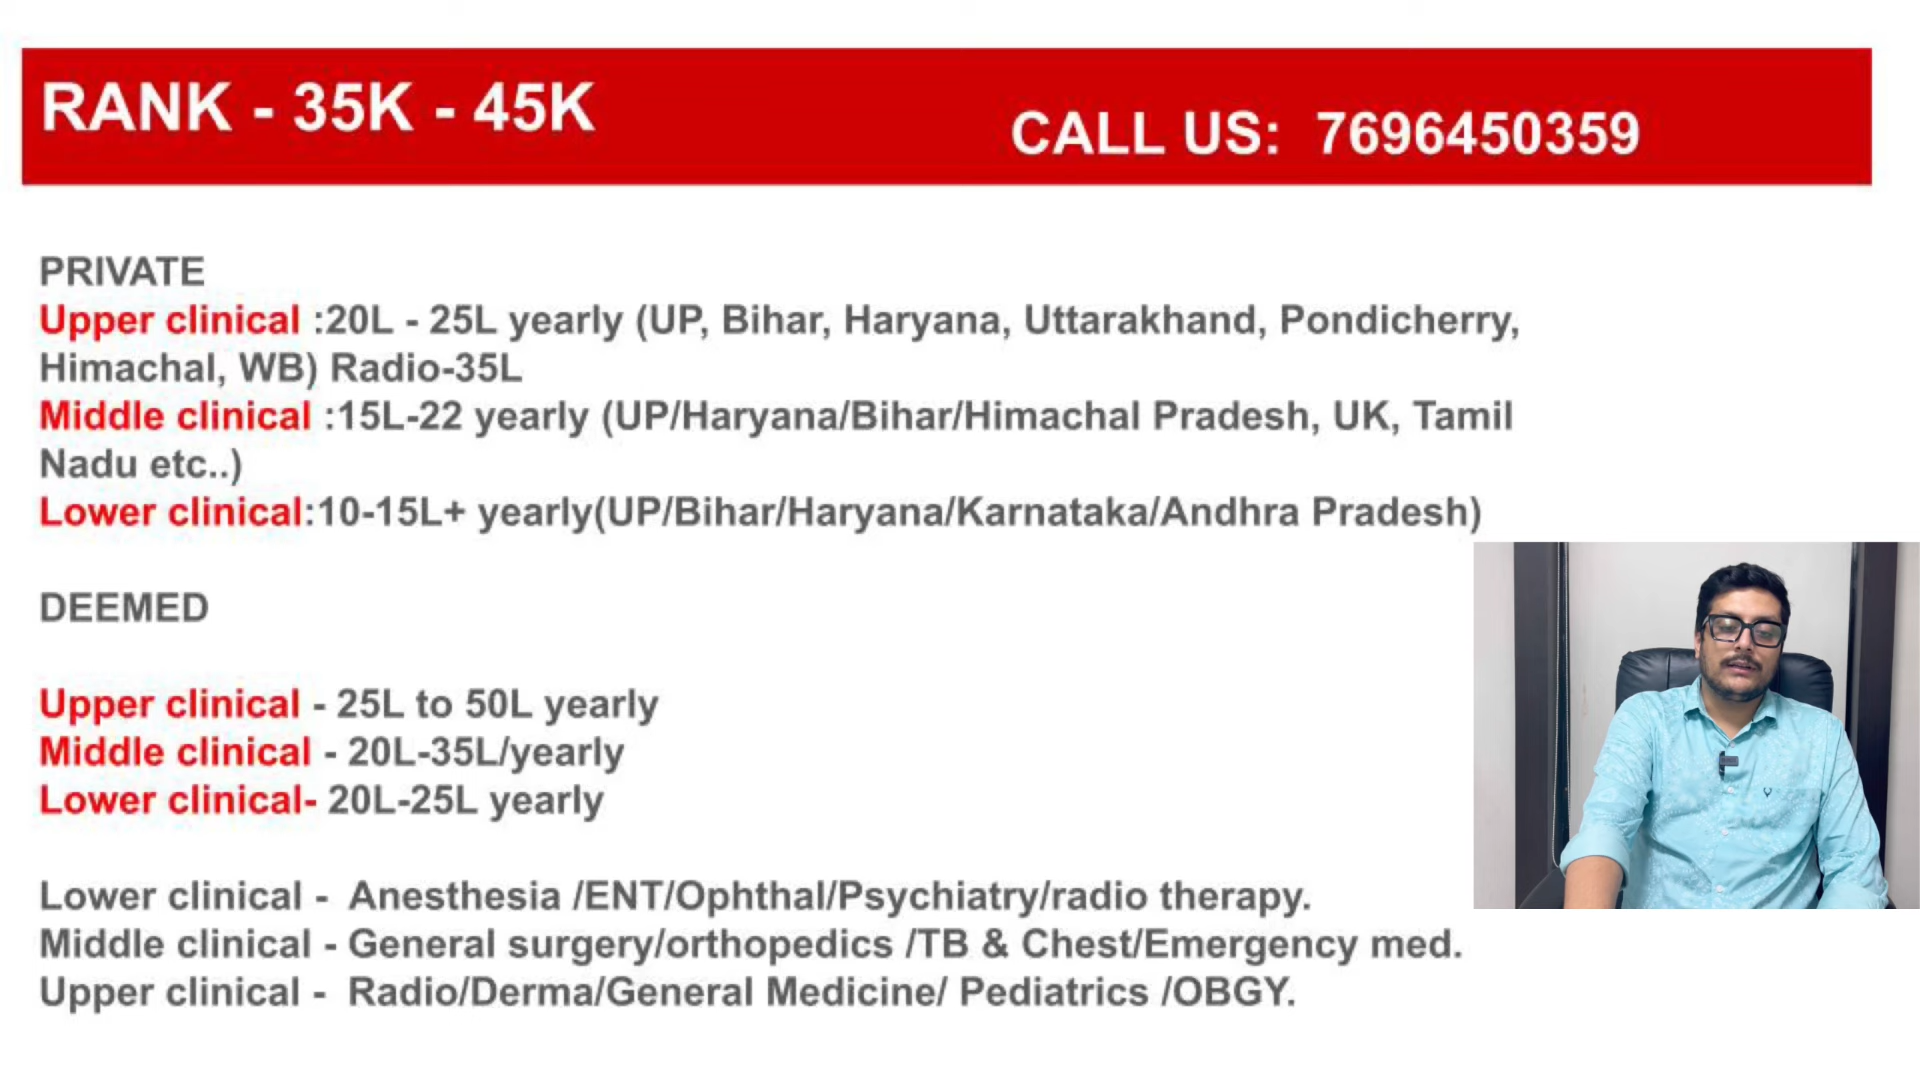 RANK - 35K - 45K
CALL US: 7696450359
PRIVATE
Upper clinical :20L - 25L yearly (UP, Bihar, Haryana, Uttarakhand, Pondicherry,
Himachal, WB) Radio-35L
Middle clinical :15L-22 yearly (UP/Haryana/Bihar/Himachal Pradesh, UK, Tamil
Nadu etc..)
Lower clinical:10-15L+ yearly(UP/Bihar/Haryana/Karnataka/Andhra Pradesh)
DEEMED
Upper clinical - 25L to 50L yearly
Middle clinical - 20L-35L/yearly
Lower clinical- 20L-25L yearly
Lower clinical - Anesthesia /ENT/Ophthal/Psychiatry/radio therapy.
Middle clinical - General surgery/orthopedics /TB & Chest/Emergency med.
Upper clinical - Radio/Derma/General Medicine/ Pediatrics /OBGY.